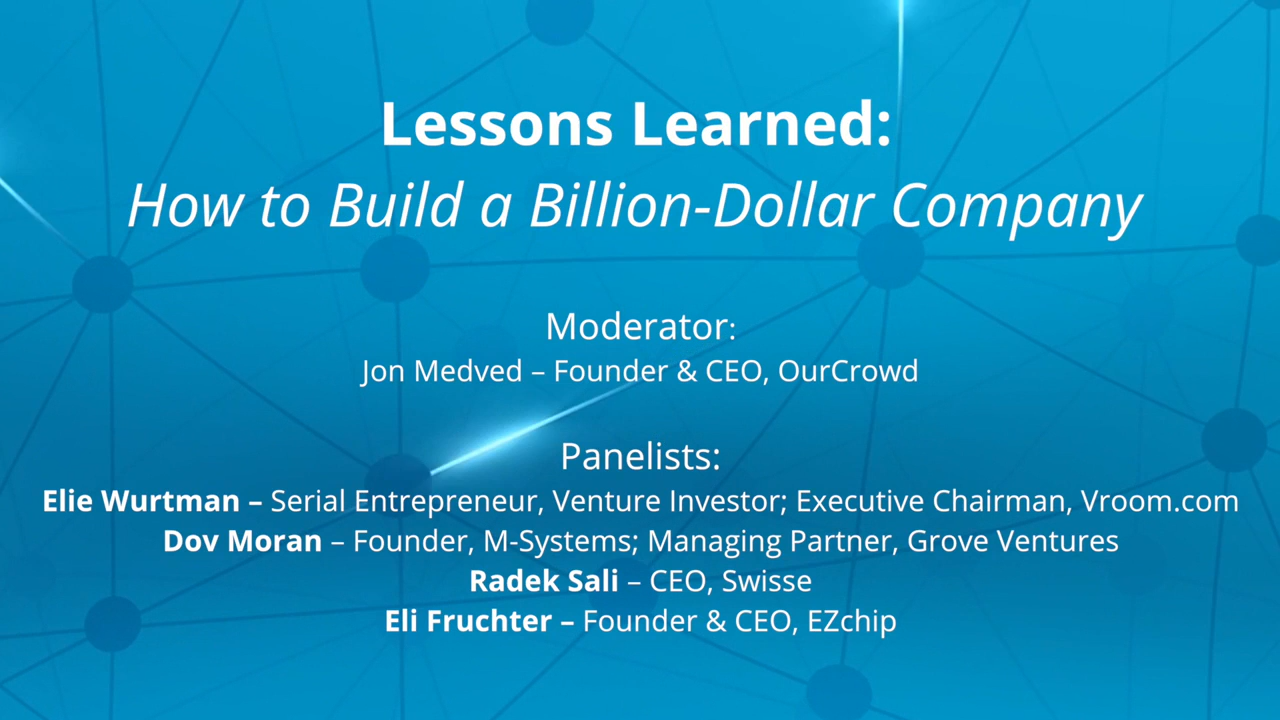 Lessons Learned:
How to Build a Billion-Dollar Company
Moderator:
Jon Medved – Founder & CEO, OurCrowd
Panelists:
Elie Wurtman – Serial Entrepreneur, Venture Investor; Executive Chairman, Vroom.com
Dov Moran – Founder, M-Systems; Managing Partner, Grove Ventures
Radek Sali – CEO, Swisse
Eli Fruchter – Founder & CEO, EZchip